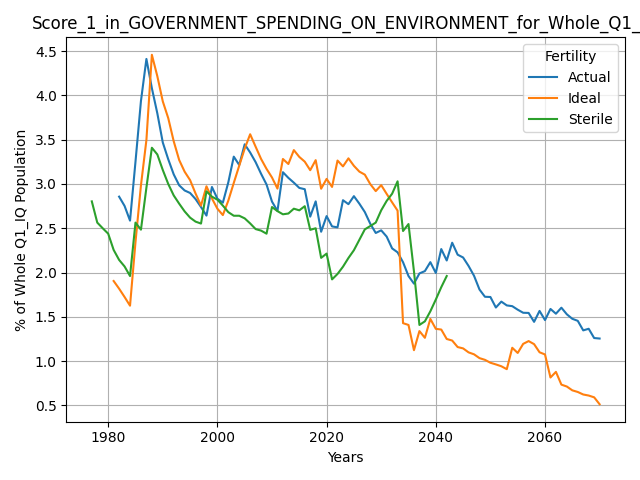 Score_1_in_GOVERNMENT_SPENDING_ON_ENVIRONMENT_for_Whole_Q1_
Fertility
Actual
Ideal
Sterile
% of Whole Q1_IQ Population
4.5
4.0
3.5
3.0
2.5
2.0
1.5
1.0
0.5
1980 2000 2020 2040 2060
Years